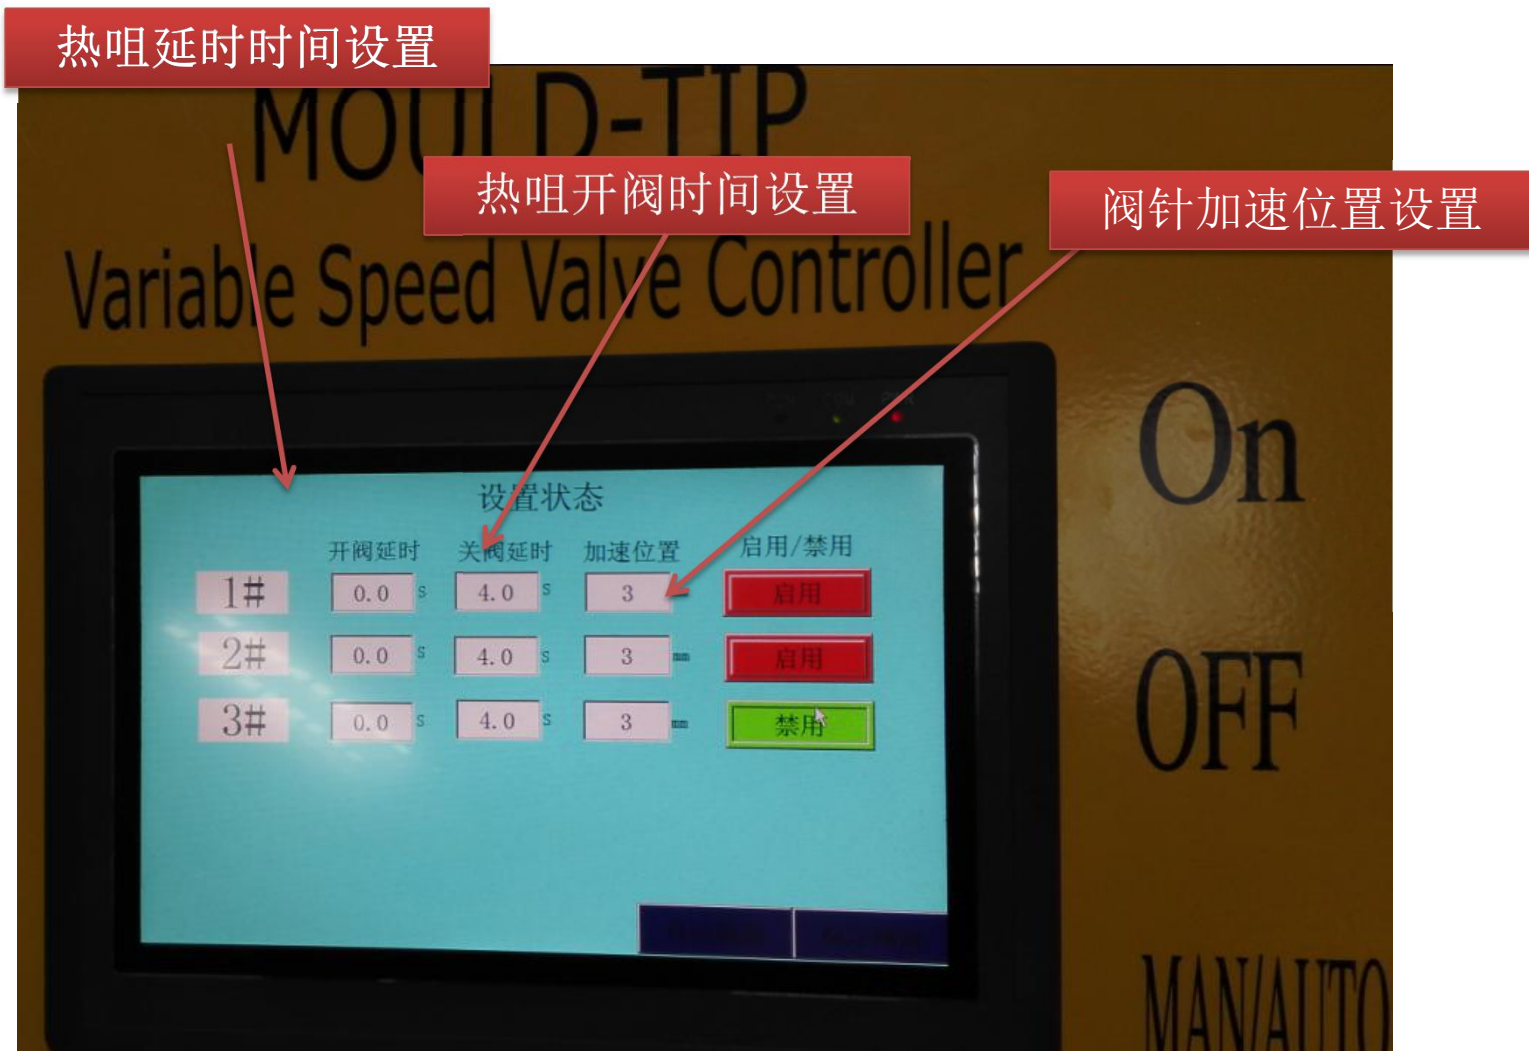 热咀延时时间设置
MOULD-TIP
热咀开阀时间设置
阀针加速位置设置
Variable Speed Valve Controller
On
设置状态
开阀延时 关阀延时 加速位置 启用/禁用
1# 0.0 s 4.0 s 3 启用
2# 0.0 s 4.0 s 3 mm 启用
3# 0.0 s 4.0 s 3 mm 禁用
OFF
MAN/AUTO